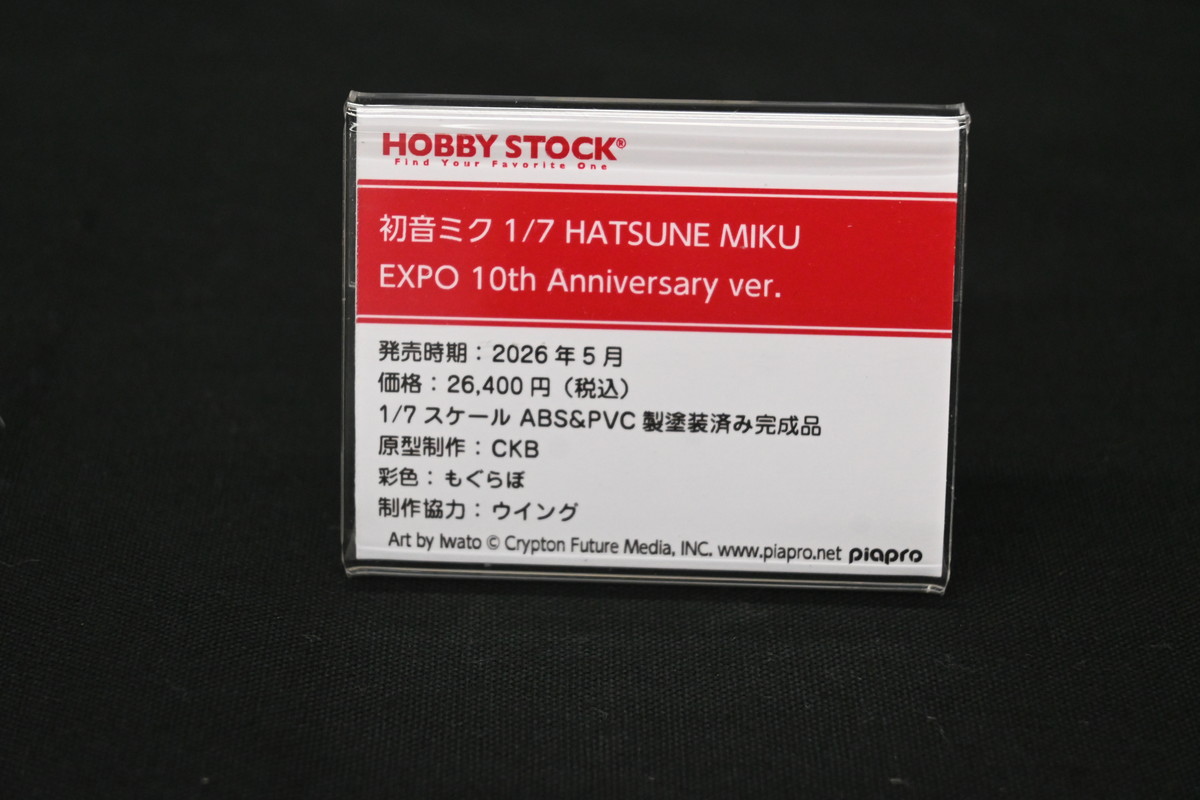 HOBBY STOCK®
Find Your Favorite One
初音ミク 1/7 HATSUNE MIKU
EXPO 10th Anniversary ver.
発売時期：2026 年 5 月
価格：26,400 円（税込）
1/7 スケール ABS&PVC 製塗装済み完成品
原型制作：CKB
彩色：もぐらぼ
制作協力：ウイング
Art by Iwato © Crypton Future Media, INC. www.piapro.net piapro